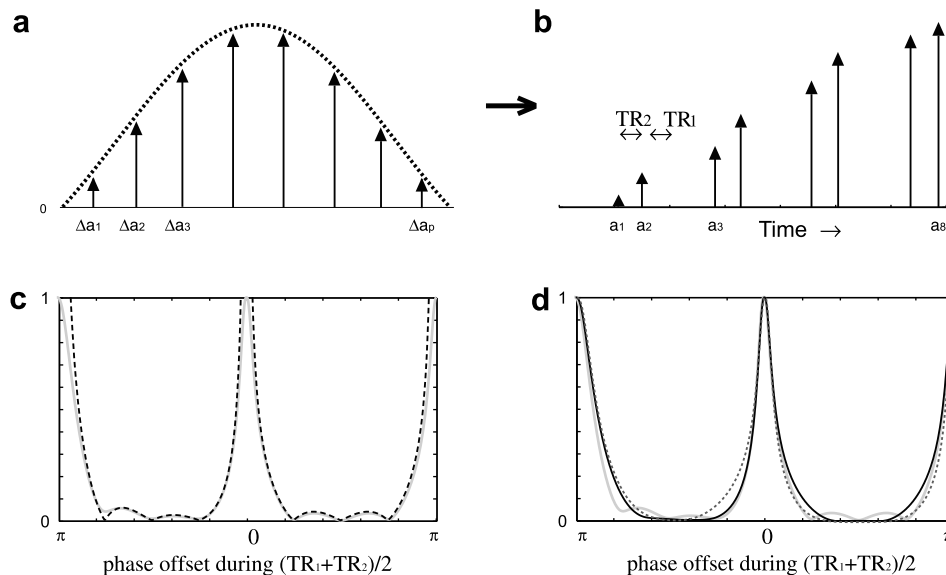 a
0
Δa1 Δa2 Δa3 Δap
b
TR2 TR1
a1 a2 a3 Time → a8
c
1
0
π 0 π
phase offset during (TR1+TR2)/2
d
1
0
π 0
phase offset during (TR1+TR2)/2